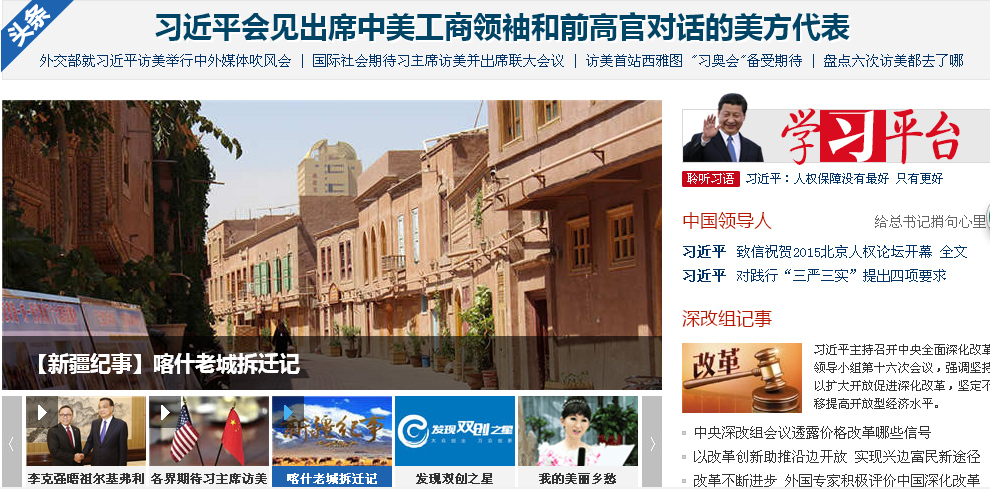 头条
习近平会见出席中美工商领袖和前高官对话的美方代表
外交部就习近平访美举行中外媒体吹风会 | 国际社会期待习主席访美并出席联大会议 | 访美首站西雅图 "习奥会"备受期待 | 盘点六次访美都去了哪
学习平台
聆听习语 习近平：人权保障没有最好 只有更好
中国领导人 给总书记捎句心里
习近平 致信祝贺2015北京人权论坛开幕 全文
习近平 对践行“三严三实”提出四项要求
深改组记事
改革
习近平主持召开中央全面深化改革
领导小组第十六次会议，强调坚持
以扩大开放促进深化改革，坚定不
移提高开放型经济水平。
中央深改组会议透露价格改革哪些信号
以改革创新助推沿边开放 实现兴边富民新途径
改革不断进步 外国专家积极评价中国深化改革
【新疆纪事】喀什老城拆迁记
新疆纪事
发现双创之星
李克强晤祖尔基弗利
各界期待习主席访美
喀什老城拆迁记
发现双创之星
我的美丽乡愁